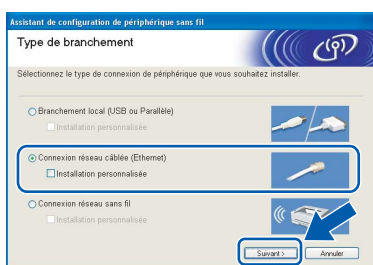 Assistant de configuration de périphérique sans fil
Type de branchement
Sélectionnez le type de connexion de périphérique que vous souhaitez installer.
Branchement local (USB ou Parallèle)
Installation personnalisée
Connexion réseau câblée (Ethernet)
Installation personnalisée
Connexion réseau sans fil
Installation personnalisée
Suivant >
Annuler